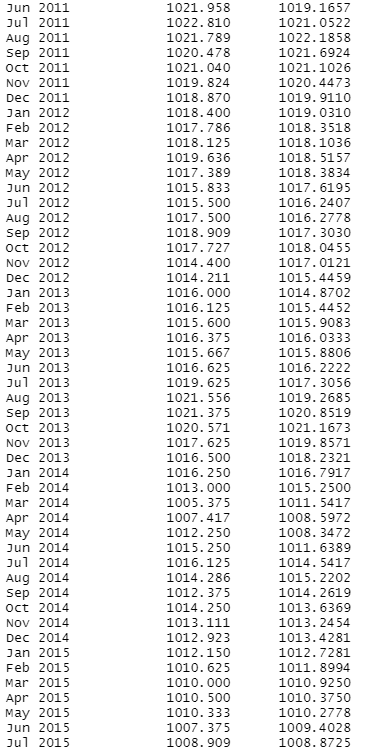 Jun 2011 1021.958 1019.1657
Jul 2011 1022.810 1021.0522
Aug 2011 1021.789 1022.1858
Sep 2011 1020.478 1021.6924
Oct 2011 1021.040 1021.1026
Nov 2011 1019.824 1020.4473
Dec 2011 1018.870 1019.9110
Jan 2012 1018.400 1019.0310
Feb 2012 1017.786 1018.3518
Mar 2012 1018.125 1018.1036
Apr 2012 1019.636 1018.5157
May 2012 1017.389 1018.3834
Jun 2012 1015.833 1017.6195
Jul 2012 1015.500 1016.2407
Aug 2012 1017.500 1016.2778
Sep 2012 1018.909 1017.3030
Oct 2012 1017.727 1018.0455
Nov 2012 1014.400 1017.0121
Dec 2012 1014.211 1015.4459
Jan 2013 1016.000 1014.8702
Feb 2013 1016.125 1015.4452
Mar 2013 1015.600 1015.9083
Apr 2013 1016.375 1016.0333
May 2013 1015.667 1015.8806
Jun 2013 1016.625 1016.2222
Jul 2013 1019.625 1017.3056
Aug 2013 1021.556 1019.2685
Sep 2013 1021.375 1020.8519
Oct 2013 1020.571 1021.1673
Nov 2013 1017.625 1019.8571
Dec 2013 1016.500 1018.2321
Jan 2014 1016.250 1016.7917
Feb 2014 1013.000 1015.2500
Mar 2014 1005.375 1011.5417
Apr 2014 1007.417 1008.5972
May 2014 1012.250 1008.3472
Jun 2014 1015.250 1011.6389
Jul 2014 1016.125 1014.5417
Aug 2014 1014.286 1015.2202
Sep 2014 1012.375 1014.2619
Oct 2014 1014.250 1013.6369
Nov 2014 1013.111 1013.2454
Dec 2014 1012.923 1013.4281
Jan 2015 1012.150 1012.7281
Feb 2015 1010.625 1011.8994
Mar 2015 1010.000 1010.9250
Apr 2015 1010.500 1010.3750
May 2015 1010.333 1010.2778
Jun 2015 1007.375 1009.4028
Jul 2015 1008.909 1008.8725